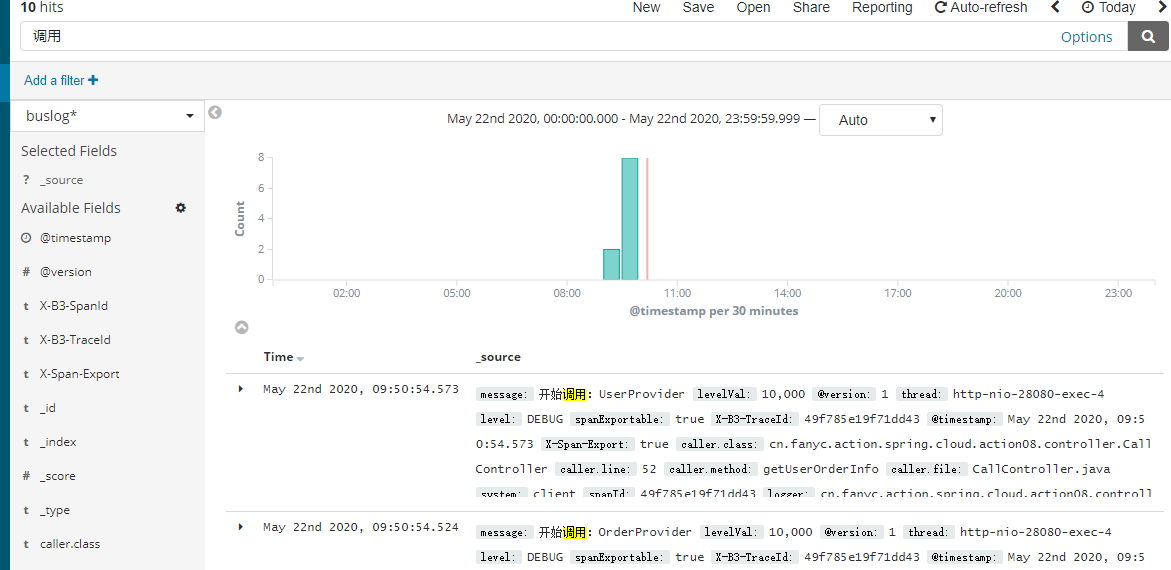 10 hits New Save Open Share Reporting Auto-refresh Today
调用 Options
Add a filter
buslog*
May 22nd 2020, 00:00:00.000 - May 22nd 2020, 23:59:59.999 — Auto
Selected Fields
? _source
Available Fields
@timestamp
# @version
t X-B3-SpanId
t X-B3-TraceId
t X-Span-Export
t _id
t _index
# _score
t _type
t caller.class
Count
8
6
4
2
0
02:00 05:00 08:00 11:00 14:00 17:00 20:00 23:00
@timestamp per 30 minutes
Time _source
May 22nd 2020, 09:50:54.573
message: 开始调用: UserProvider levelVal: 10,000 @version: 1 thread: http-nio-28080-exec-4
level: DEBUG spanExportable: true X-B3-TraceId: 49f785e19f71dd43 @timestamp: May 22nd 2020, 09:5
0:54.573 X-Span-Export: true caller.class: cn.fanyc.action.spring.cloud.action08.controller.Call
Controller caller.line: 52 caller.method: getUserOrderInfo caller.file: CallController.java
system: client spanId: 49f785e19f71dd43 logger: cn.fanyc.action.spring.cloud.action08.controll
May 22nd 2020, 09:50:54.524
message: 开始调用: OrderProvider levelVal: 10,000 @version: 1 thread: http-nio-28080-exec-4
level: DEBUG spanExportable: true X-B3-TraceId: 49f785e19f71dd43 @timestamp: May 22nd 2020, 09:5